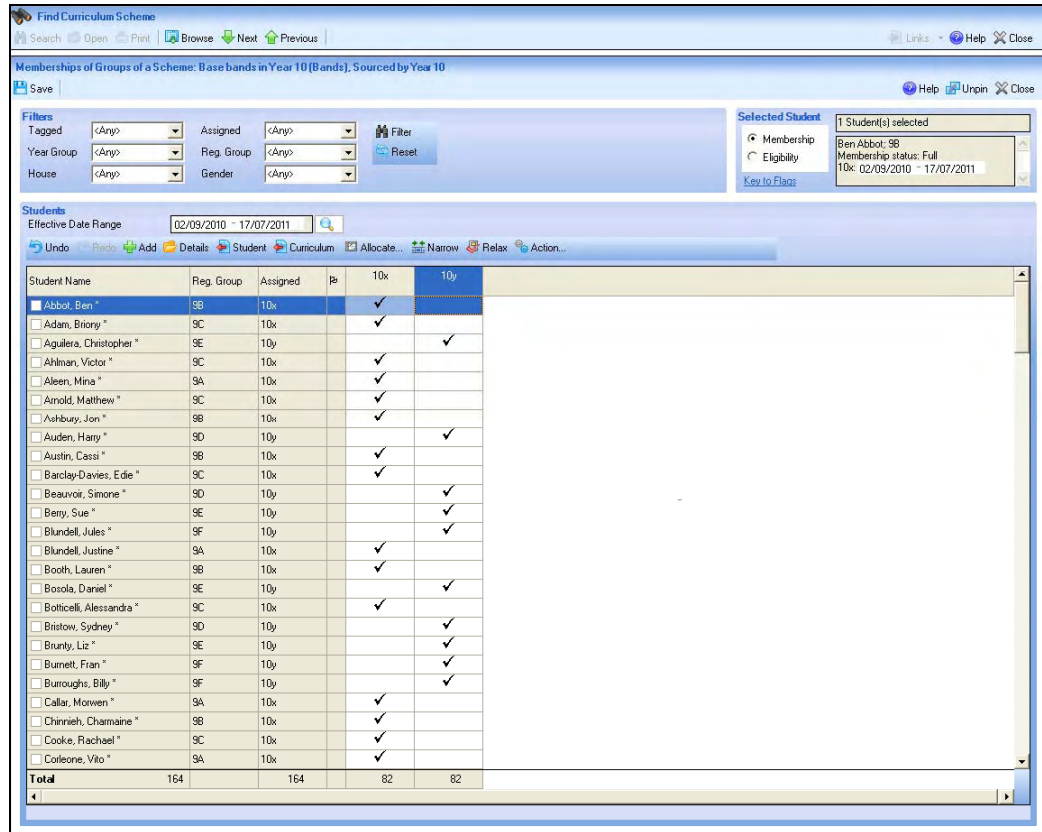 Find Curriculum Scheme
Search Open Print Browse Next Previous Links Help Close
Memberships of Groups of a Scheme: Base bands in Year 10 (Bands), Sourced by Year 10
Save Help Unpin Close
Filters
Tagged <Any> Assigned <Any> Filter
Year Group <Any> Reg. Group <Any> Reset
House <Any> Gender <Any>
Selected Student
Membership
Eligibility
Key to Flags
1 Student(s) selected
Ben Abbot; 9B
Membership status: Full
10x: 02/09/2010 - 17/07/2011
Students
Effective Date Range 02/09/2010 - 17/07/2011
Undo Redo Add Details Student Curriculum Allocate... Narrow Relax Action...
Student Name Reg. Group Assigned 10x 10y
Abbot, Ben * 9B 10x ✓
Adam, Briony * 9C 10x ✓
Aguilera, Christopher * 9E 10y ✓
Ahlman, Victor * 9C 10x ✓
Aleen, Mina * 9A 10x ✓
Arnold, Matthew * 9C 10x ✓
Ashbury, Jon * 9B 10x ✓
Auden, Harry * 9D 10y ✓
Austin, Cassi * 9B 10x ✓
Barclay-Davies, Edie * 9C 10x ✓
Beauvoir, Simone * 9D 10y ✓
Berry, Sue * 9E 10y ✓
Blundell, Jules * 9F 10y ✓
Blundell, Justine * 9A 10x ✓
Booth, Lauren * 9B 10x ✓
Bosola, Daniel * 9E 10y ✓
Botticelli, Alessandra * 9C 10x ✓
Bristow, Sydney * 9D 10y ✓
Brunty, Liz * 9E 10y ✓
Burnett, Fran * 9F 10y ✓
Burroughs, Billy * 9F 10y ✓
Callar, Morwen * 9A 10x ✓
Chinnieh, Charmaine * 9B 10x ✓
Cooke, Rachael * 9C 10x ✓
Corleone, Vito * 9A 10x ✓
Total 164 164 82 82